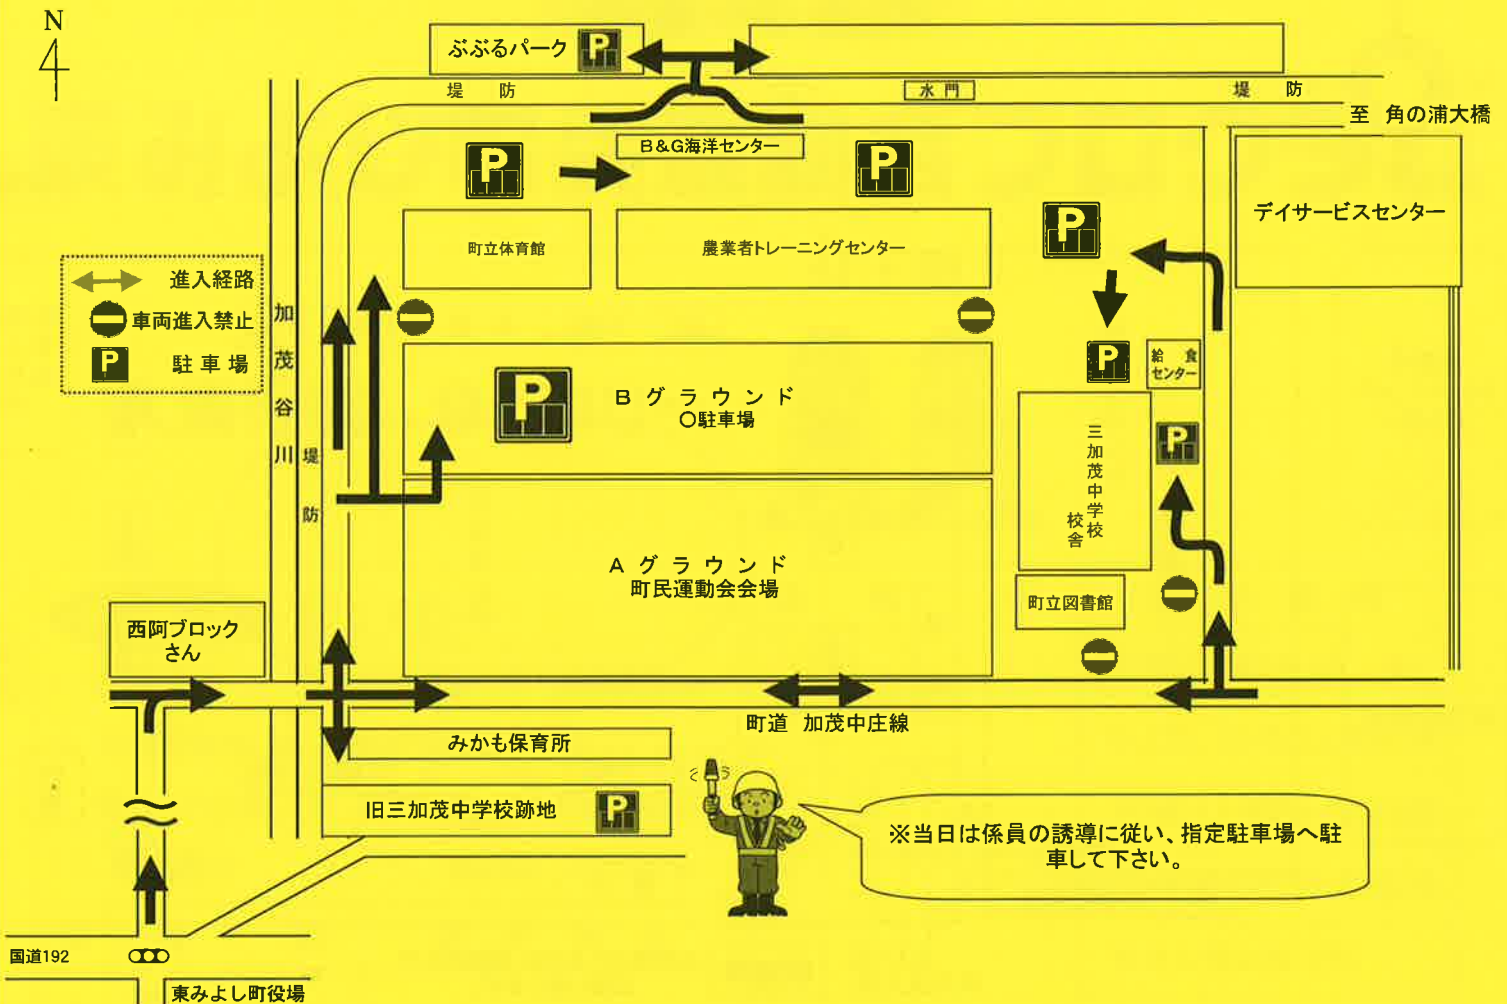 N
ぶぶるパーク P
堤 防
水 門
堤 防
至 角の浦大橋
B&G海洋センター
P
P
P
デイサービスセンター
町立体育館
農業者トレーニングセンター
進入経路
車両進入禁止
P 駐 車 場
加茂谷川
堤防
P
B グ ラ ウ ン ド
〇駐車場
P
給 食
センター
三加茂中学校
校舎
P
A グ ラ ウ ン ド
町民運動会会場
町立図書館
西阿ブロック
さん
町道 加茂中庄線
みかも保育所
旧三加茂中学校跡地 P
※当日は係員の誘導に従い、指定駐車場へ駐
車して下さい。
国道192
東みよし町役場